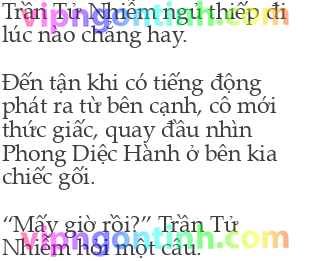 Trần Tử Nhiễm ngủ thiếp đi
vipngontinh.com
lúc nào chẳng hay.
Đến tận khi có tiếng động
phát ra từ bên cạnh, cô mới
thức giấc, quay đầu nhìn
Phong Diệc Hành ở bên kia
chiếc gối.
“Mấy giờ rồi?” Trần Tử
vipngontinh.com
Nhiễm hỏi một câu.